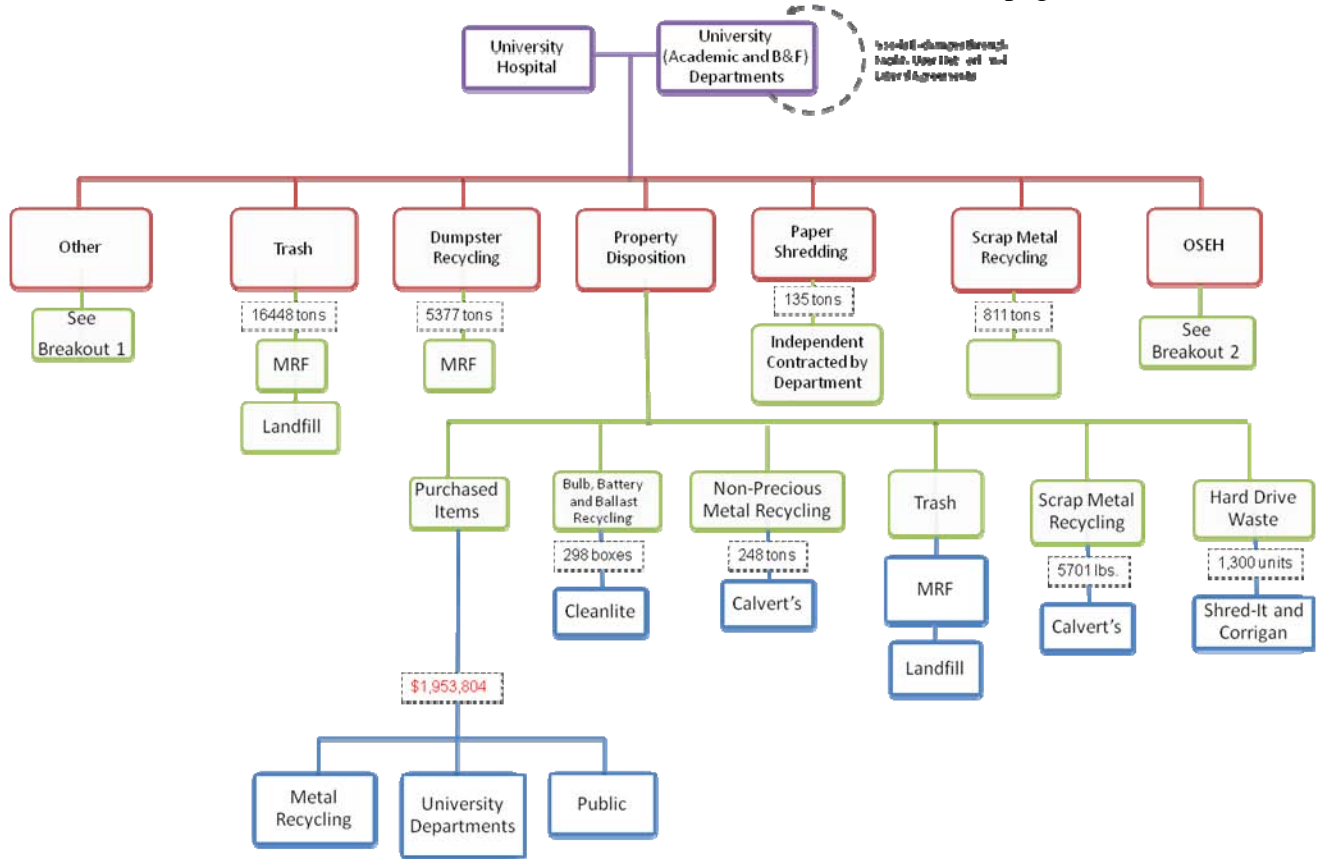 University
Hospital
University
(Academic and B&F)
Departments
Agreements
Other
Trash
Dumpster
Recycling
Property
Disposition
Paper
Shredding
Scrap Metal
Recycling
OSEH
See
Breakout 1
16448 tons
MRF
Landfill
5377 tons
MRF
135 tons
Independent
Contracted by
Department
811 tons
See
Breakout 2
Purchased
Items
Bulb, Battery
and Ballast
Recycling
Non-Precious
Metal Recycling
Trash
Scrap Metal
Recycling
Hard Drive
Waste
298 boxes
Cleanlite
248 tons
Calvert's
MRF
Landfill
5701 lbs.
Calvert's
1,300 units
Shred-It and
Corrigan
$1,953,804
Metal
Recycling
University
Departments
Public